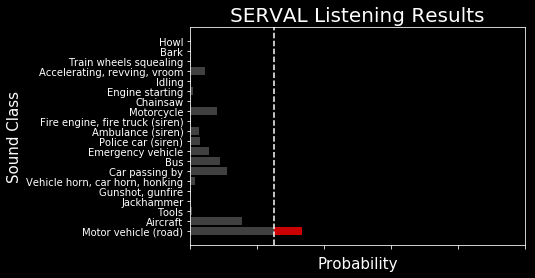 SERVAL Listening Results
Howl
Bark
Train wheels squealing
Accelerating, revving, vroom
Idling
Engine starting
Chainsaw
Motorcycle
Fire engine, fire truck (siren)
Ambulance (siren)
Police car (siren)
Emergency vehicle
Bus
Car passing by
Vehicle horn, car horn, honking
Gunshot, gunfire
Jackhammer
Tools
Aircraft
Motor vehicle (road)
Sound Class
Probability